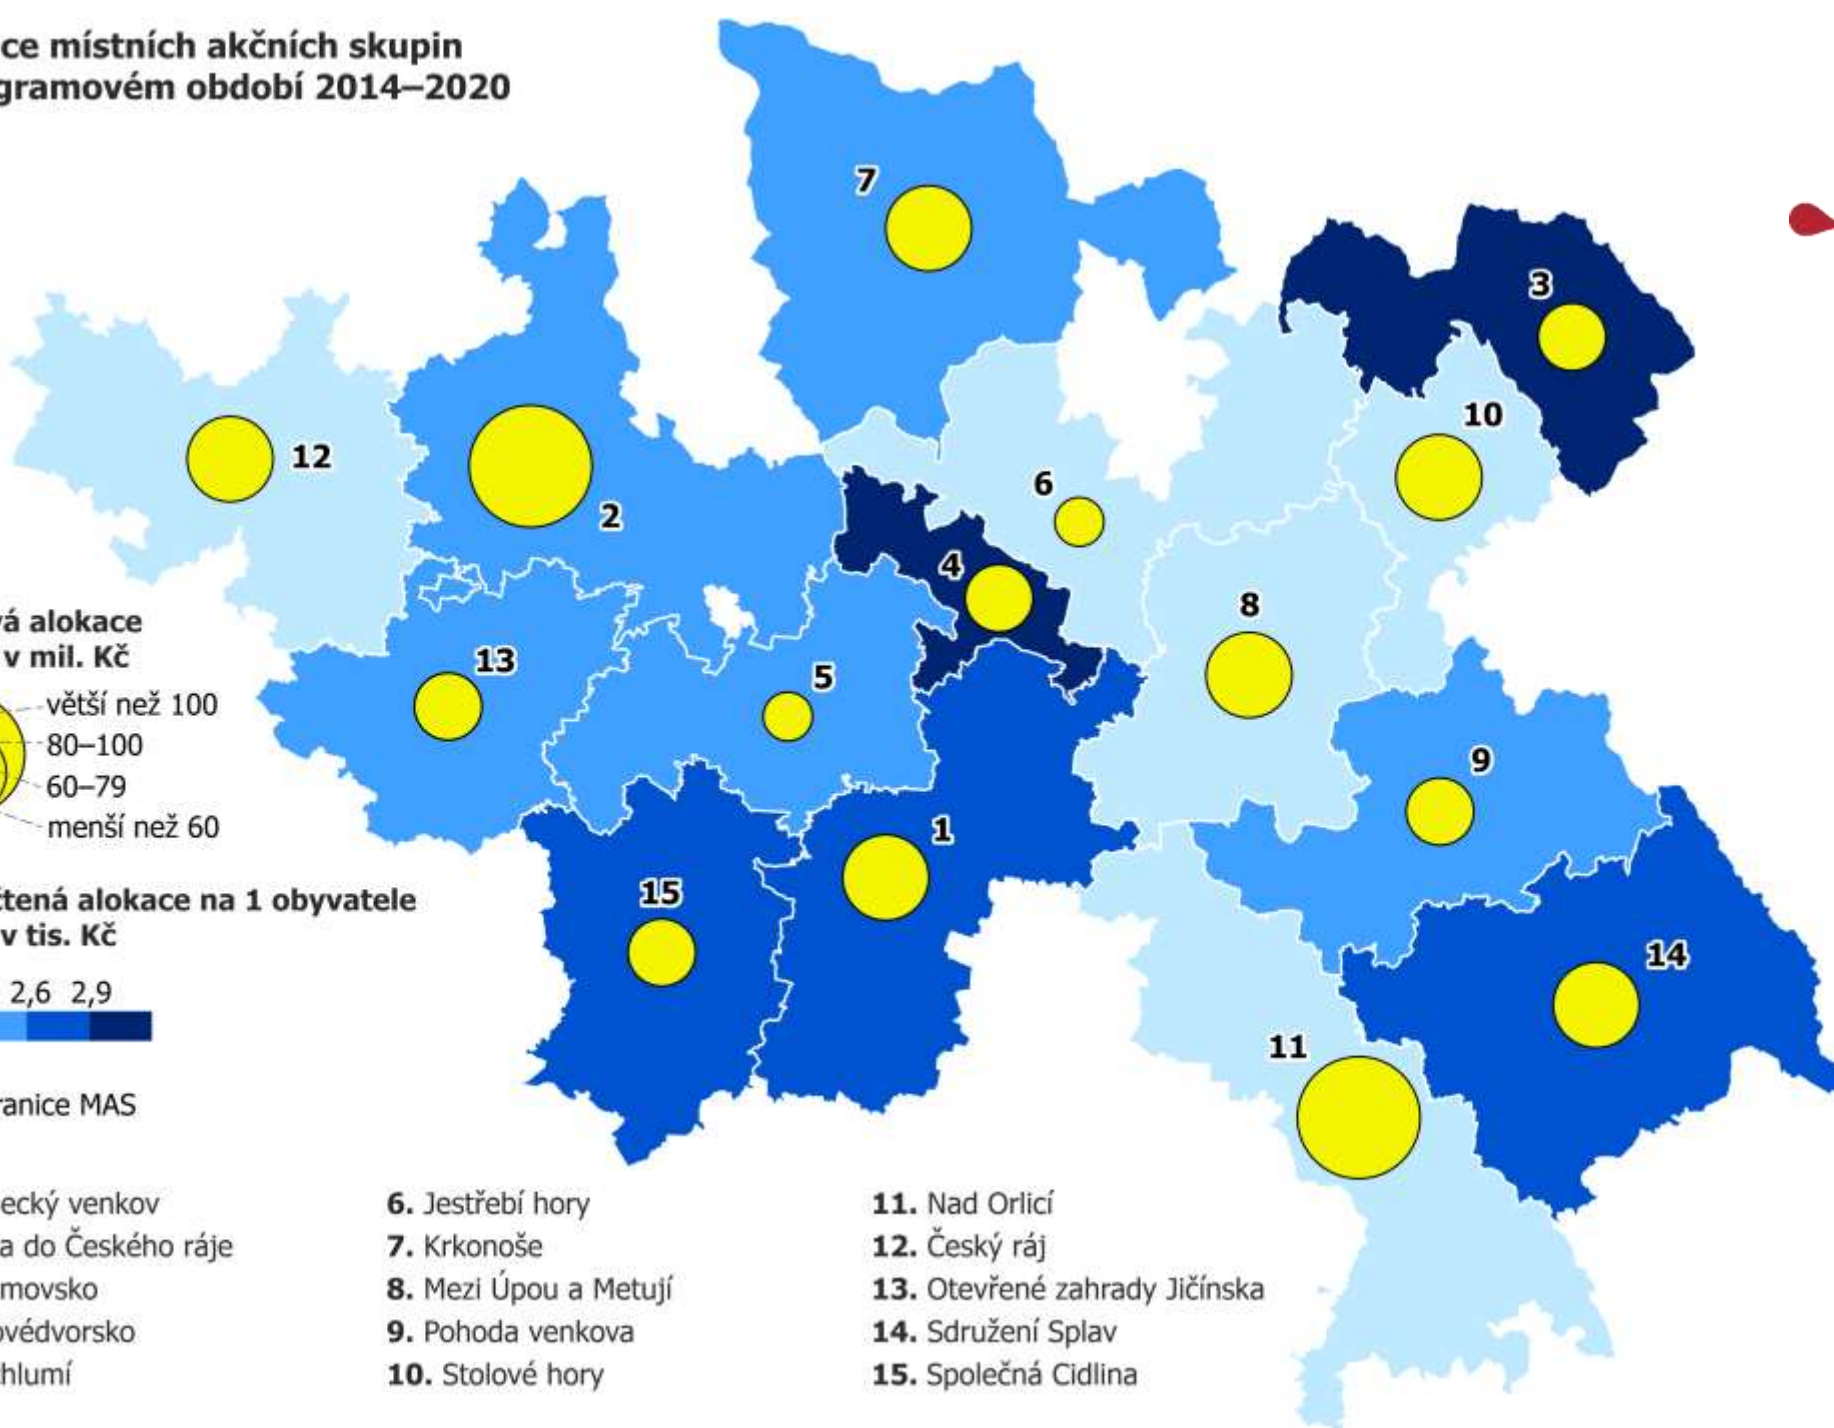 ce místních akčních skupin
gramovém období 2014–2020
7
3
10
12
2
6
4
8
13
5
9
1
15
14
11
vá alokace
v mil. Kč
větší než 100
80–100
60–79
menší než 60
čtená alokace na 1 obyvatele
v tis. Kč
2,6 2,9
ranice MAS
ecký venkov
a do Českého ráje
movsko
ovédvorsko
hlumí
6. Jestřebí hory
7. Krkonoše
8. Mezi Úpou a Metují
9. Pohoda venkova
10. Stolové hory
11. Nad Orlicí
12. Český ráj
13. Otevřené zahrady Jičínska
14. Sdružení Splav
15. Společná Cidlina